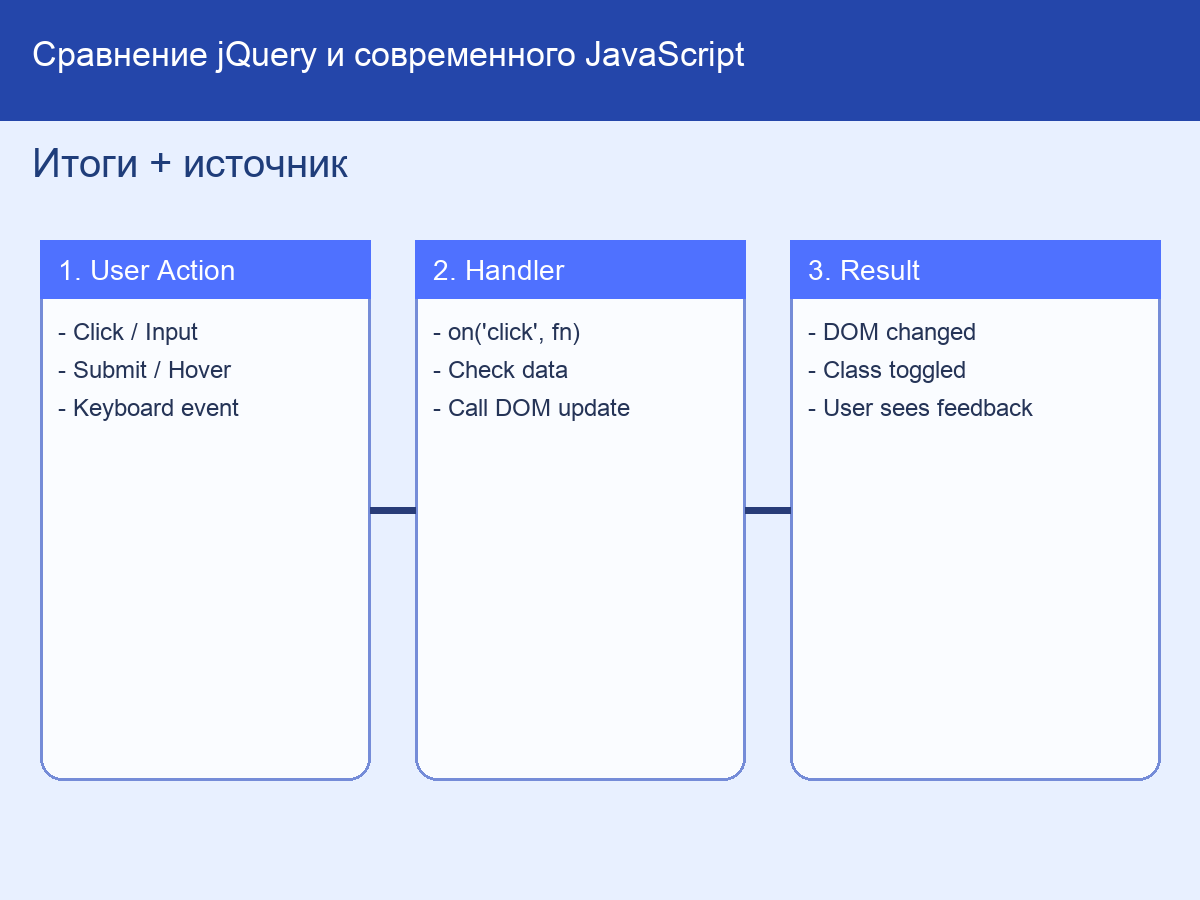 Сравнение jQuery и современного JavaScript
Итоги + источник
1. User Action
- Click / Input
- Submit / Hover
- Keyboard event
2. Handler
- on('click', fn)
- Check data
- Call DOM update
3. Result
- DOM changed
- Class toggled
- User sees feedback